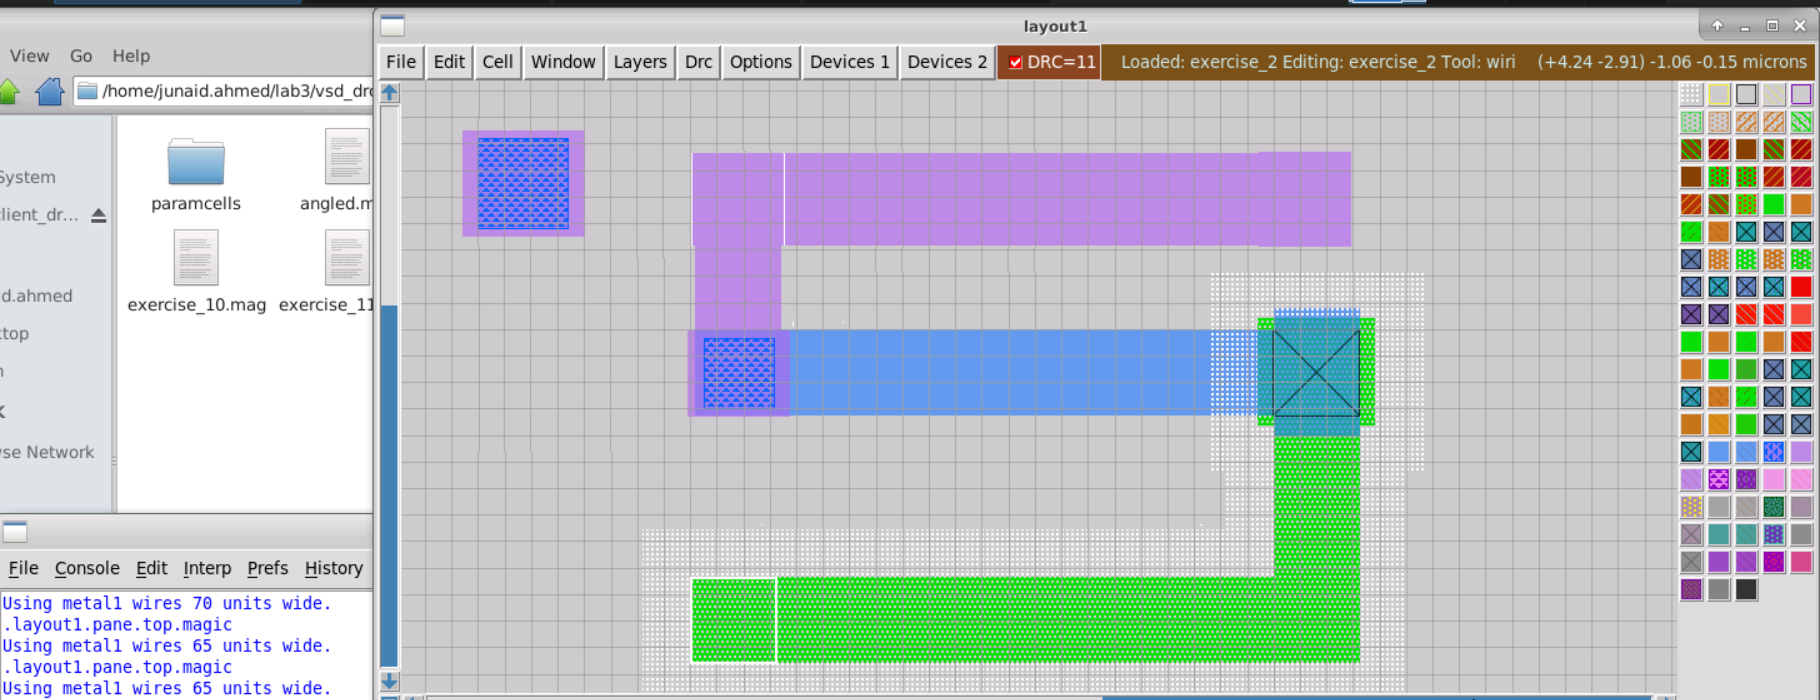 layout1
View Go Help
File Edit Cell Window Layers Drc Options Devices 1 Devices 2 DRC=11 Loaded: exercise_2 Editing: exercise_2 Tool: wiri (+4.24 -2.91) -1.06 -0.15 microns
/home/junaid.ahmed/lab3/vsd_drc
System
paramcells angled.m
client_dr...
d.ahmed
exercise_10.mag exercise_11
ktop
n
K
wse Network
File Console Edit Interp Prefs History
Using metal1 wires 70 units wide.
.layout1.pane.top.magic
Using metal1 wires 65 units wide.
.layout1.pane.top.magic
Using metal1 wires 65 units wide.